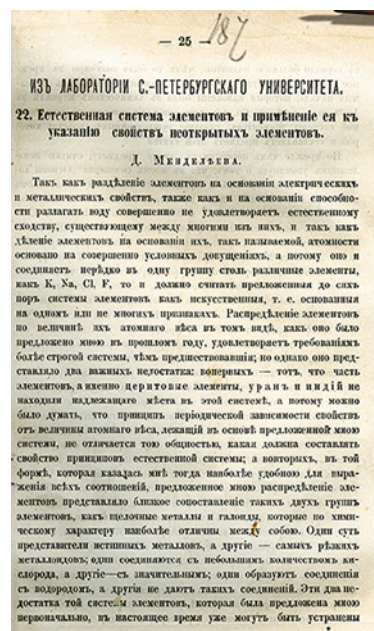 — 25 —
187
ИЗЪ ЛАБОРАТОРІИ С.-ПЕТЕРБУРГСКАГО УНИВЕРСИТЕТА.
22. Естественная система элементовъ и примѣненіе ея къ
указанію свойствъ неоткрытыхъ элементовъ.
Д. Менделѣева.
Такъ какъ раздѣленіе элементовъ на основаніи электрическихъ
и металлическихъ свойствъ, также какъ и на основаніи способно-
сти разлагать воду совершенно не удовлетворяетъ естественному
сходству, существующему между многими изъ нихъ, и такъ какъ
дѣленіе элементовъ на основаніи ихъ, такъ называемой, атомности
основано на совершенно условныхъ допущеніяхъ, а потому оно и
соединяетъ нерѣдко въ одну группу столь различные элементы,
какъ K, Na, Cl, F, то и должно считать предложенныя до сихъ
поръ системы элементовъ какъ искуственныя, т. е. основанныя
на одномъ или не многихъ признакахъ. Распредѣленіе элементовъ
по величинѣ ихъ атомнаго вѣса въ томъ видѣ, какъ оно было
предложено мною въ прошломъ году, удовлетворяетъ требованіямъ
болѣе строгой системы, чѣмъ предшествовавшія; но однако оно пред-
ставляло два важныхъ недостатка: вопервыхъ — тотъ, что часть
элементовъ, а именно церитовые элементы, уранъ и индій не
находили надлежащаго мѣста въ этой системѣ, а потому можно
было думать, что принципъ періодической зависимости свойствъ
отъ величины атомнаго вѣса, лежащій въ основѣ предложенной мною
системы, не отличается тою общностью, какая должна составлять
свойство принциповъ естественной системы; а вовторыхъ, въ той
формѣ, которая казалась мнѣ тогда наиболѣе удобною для выра-
женія всѣхъ соотношеній, предложенное мною распредѣленіе эле-
ментовъ представляло близкое сопоставленіе такихъ двухъ группъ
элементовъ, какъ щелочные металлы и галоиды, которые по хими-
ческому характеру наиболѣе отличны между собою. Одни суть
представители истинныхъ металловъ, а другіе — самыхъ рѣзкихъ
металлоидовъ; одни соединяются съ небольшимъ количествомъ ки-
слорода, а другіе—съ значительнымъ; одни образуютъ соединенія
съ водородомъ, а другія не даютъ такихъ соединеній. Эти два не-
достатка той системы элементовъ, которая была предложена мною
первоначально, въ настоящее время уже могутъ быть устранены